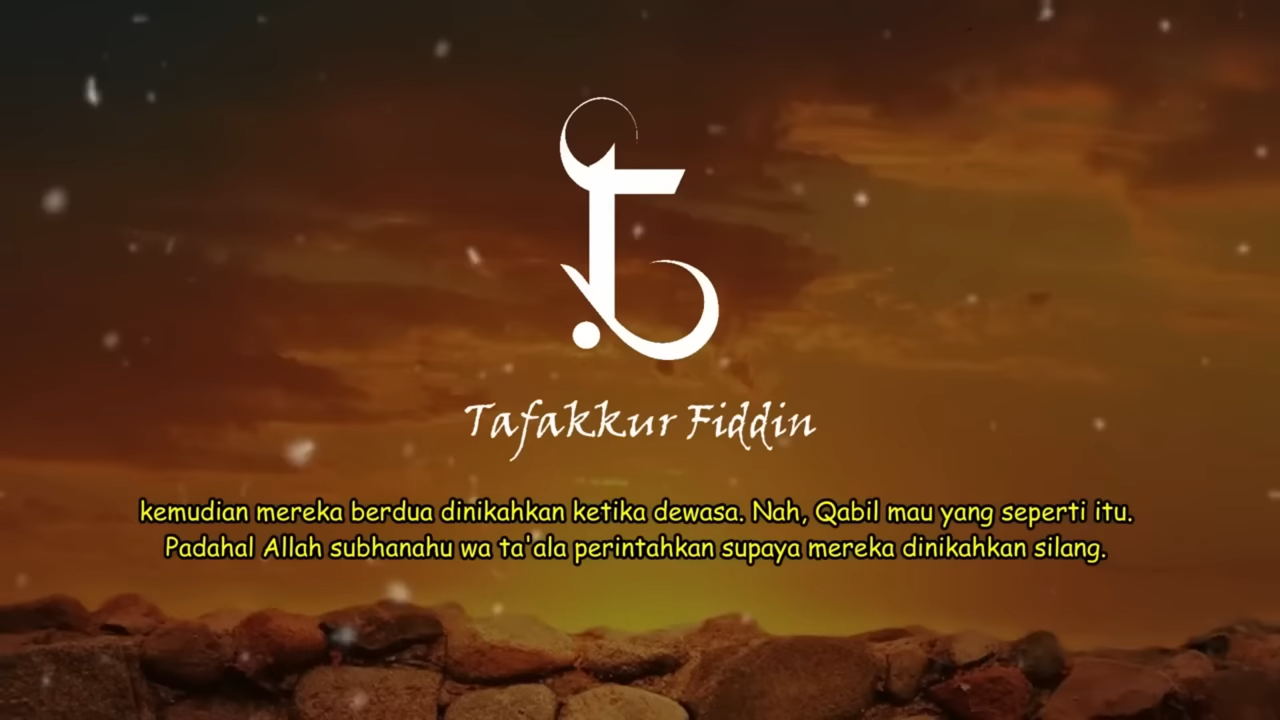 Tafakkur Fiddin
kemudian mereka berdua dinikahkan ketika dewasa. Nah, Qabil mau yang seperti itu.
Padahal Allah subhanahu wa ta'ala perintahkan supaya mereka dinikahkan silang.